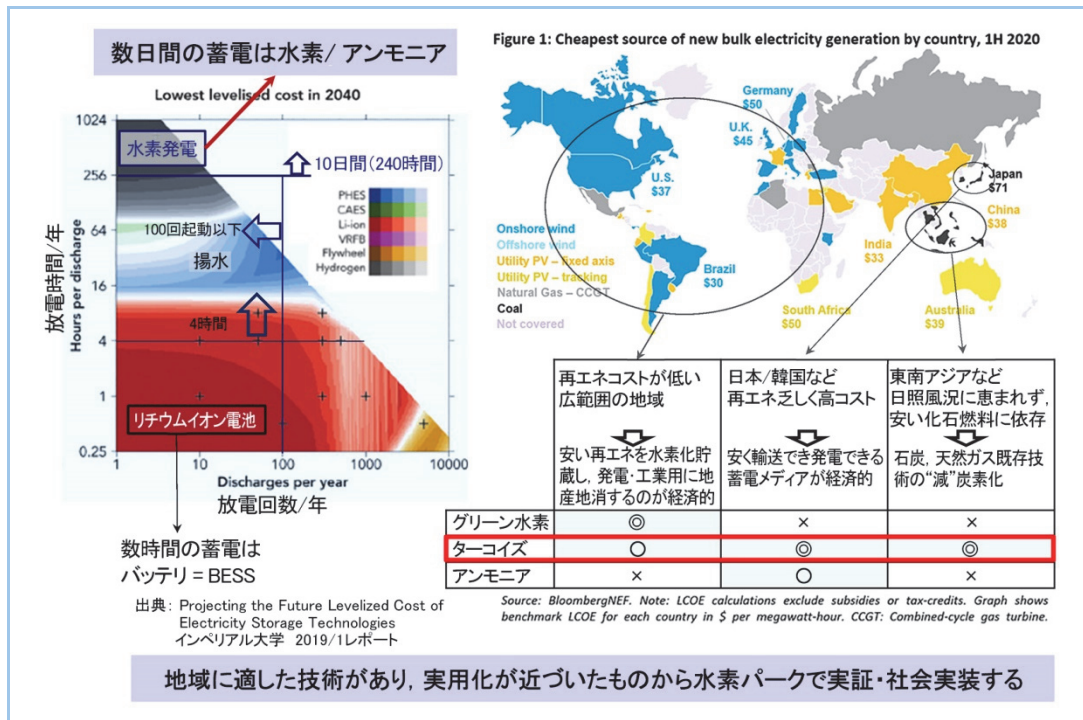 数日間の蓄電は水素/アンモニア
Lowest levelised cost in 2040
1024
256
64
16
4
1
0.25
放電時間/年
Hours per discharge
水素発電
10日間(240時間)
100回起動以下
揚水
4時間
リチウムイオン電池
PHES
CAES
Li-ion
VRFB
Flywheel
Hydrogen
1
10
100
1000
10000
Discharges per year
放電回数/年
数時間の蓄電は
バッテリ = BESS
出典: Projecting the Future Levelized Cost of
Electricity Storage Technologies
インペリアル大学 2019/1レポート
Figure 1: Cheapest source of new bulk electricity generation by country, 1H 2020
Germany
$50
U.K.
$45
U.S.
$37
Japan
$71
China
$38
India
$33
Brazil
$30
South Africa
$50
Australia
$39
Onshore wind
Offshore wind
Utility PV – fixed axis
Utility PV – tracking
Natural Gas – CCGT
Coal
Not covered
再エネコストが低い
広範囲の地域
安い再エネを水素化貯
蔵し, 発電・工業用に地
産地消するのが経済的
日本/韓国など
再エネ乏しく高コスト
安く輸送でき発電できる
蓄電メディアが経済的
東南アジアなど
日照風況に恵まれず,
安い化石燃料に依存
石炭, 天然ガス既存技
術の“減”炭素化
グリーン水素 ◎ × ×
ターコイズ ○ ◎ ◎
アンモニア × ○ ×
Source: BloombergNEF. Note: LCOE calculations exclude subsidies or tax-credits. Graph shows
benchmark LCOE for each country in $ per megawatt-hour. CCGT: Combined-cycle gas turbine.
地域に適した技術があり, 実用化が近づいたものから水素パークで実証・社会実装する